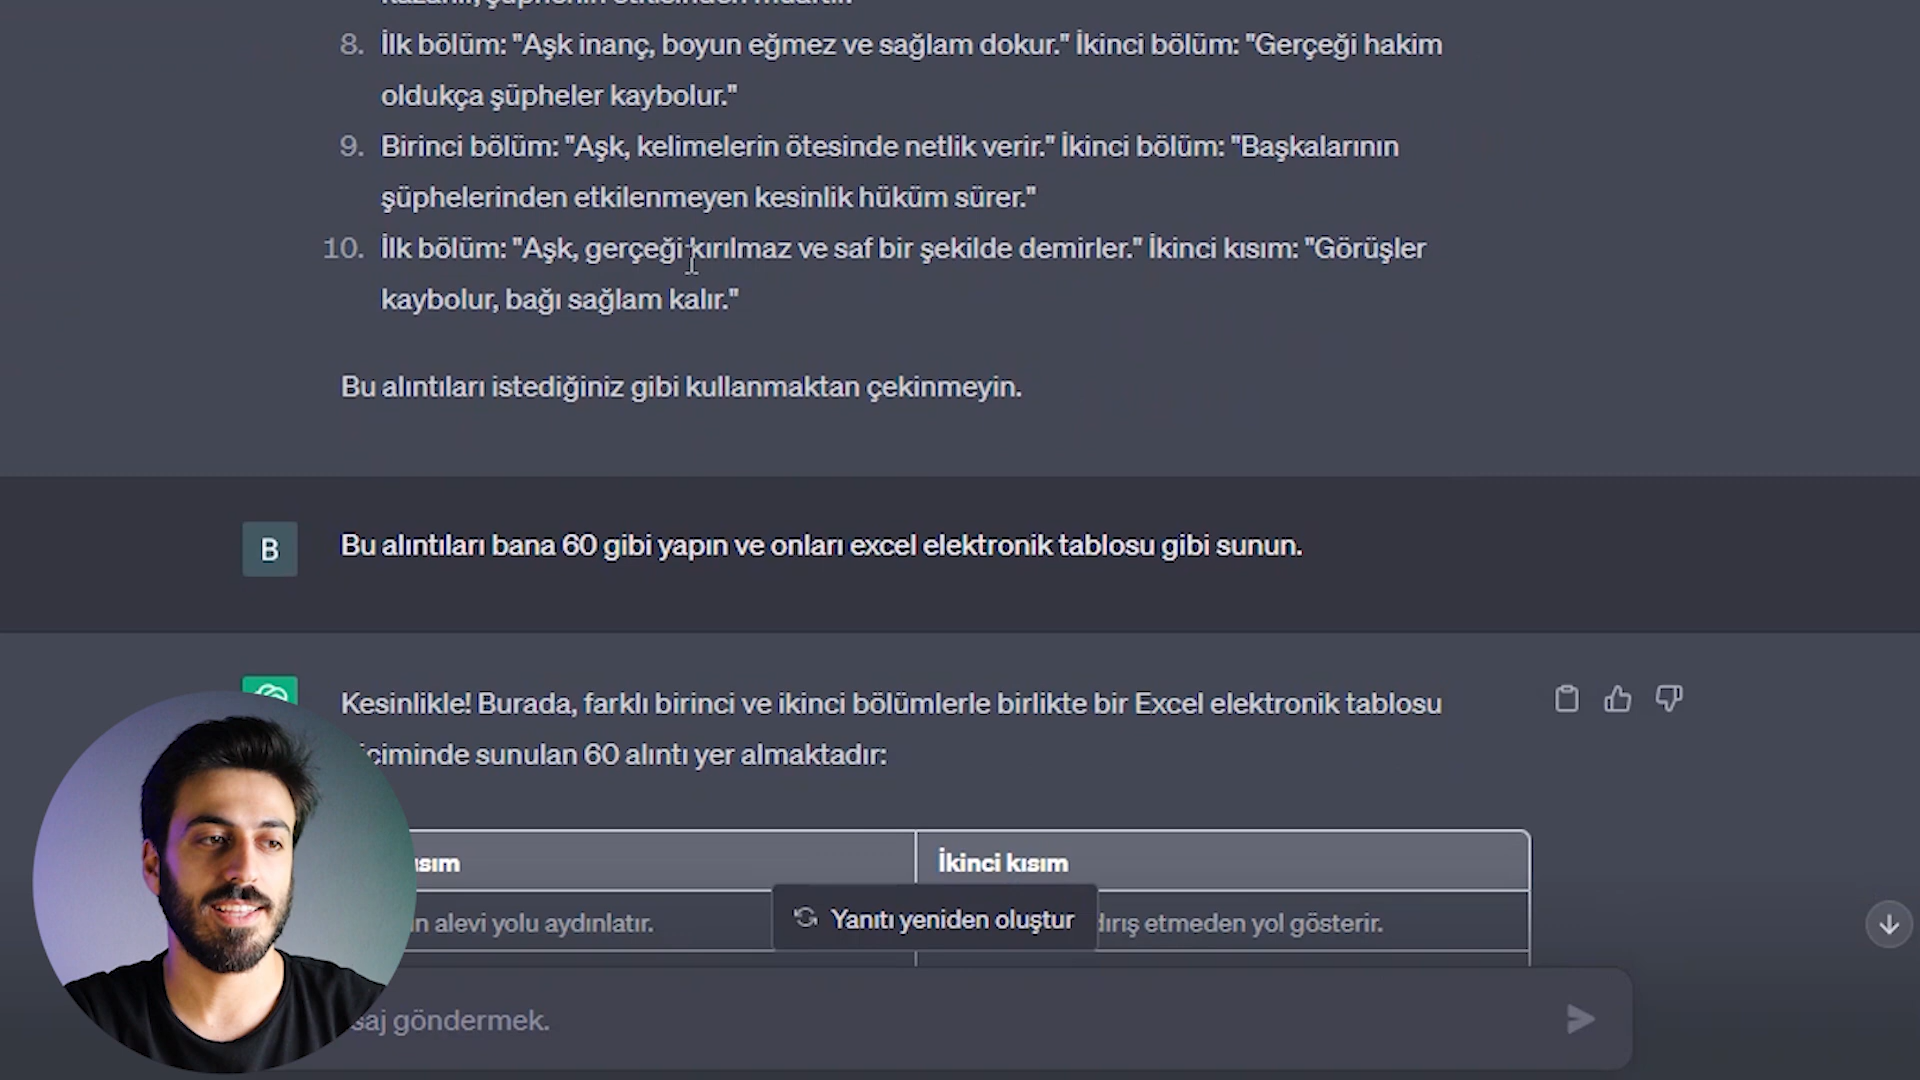 8. İlk bölüm: "Aşk inanç, boyun eğmez ve sağlam dokur." İkinci bölüm: "Gerçeği hakim
oldukça şüpheler kaybolur."
9. Birinci bölüm: "Aşk, kelimelerin ötesinde netlik verir." İkinci bölüm: "Başkalarının
şüphelerinden etkilenmeyen kesinlik hüküm sürer."
10. İlk bölüm: "Aşk, gerçeği kırılmaz ve saf bir şekilde demirler." İkinci kısım: "Görüşler
kaybolur, bağı sağlam kalır."
Bu alıntıları istediğiniz gibi kullanmaktan çekinmeyin.
B
Bu alıntıları bana 60 gibi yapın ve onları excel elektronik tablosu gibi sunun.
Kesinlikle! Burada, farklı birinci ve ikinci bölümlerle birlikte bir Excel elektronik tablosu
sunulan 60 alıntı yer almaktadır:
İkinci kısım
alevi yolu aydınlatır.
Yanıtı yeniden oluştur
etmeden yol gösterir.
göndermek.